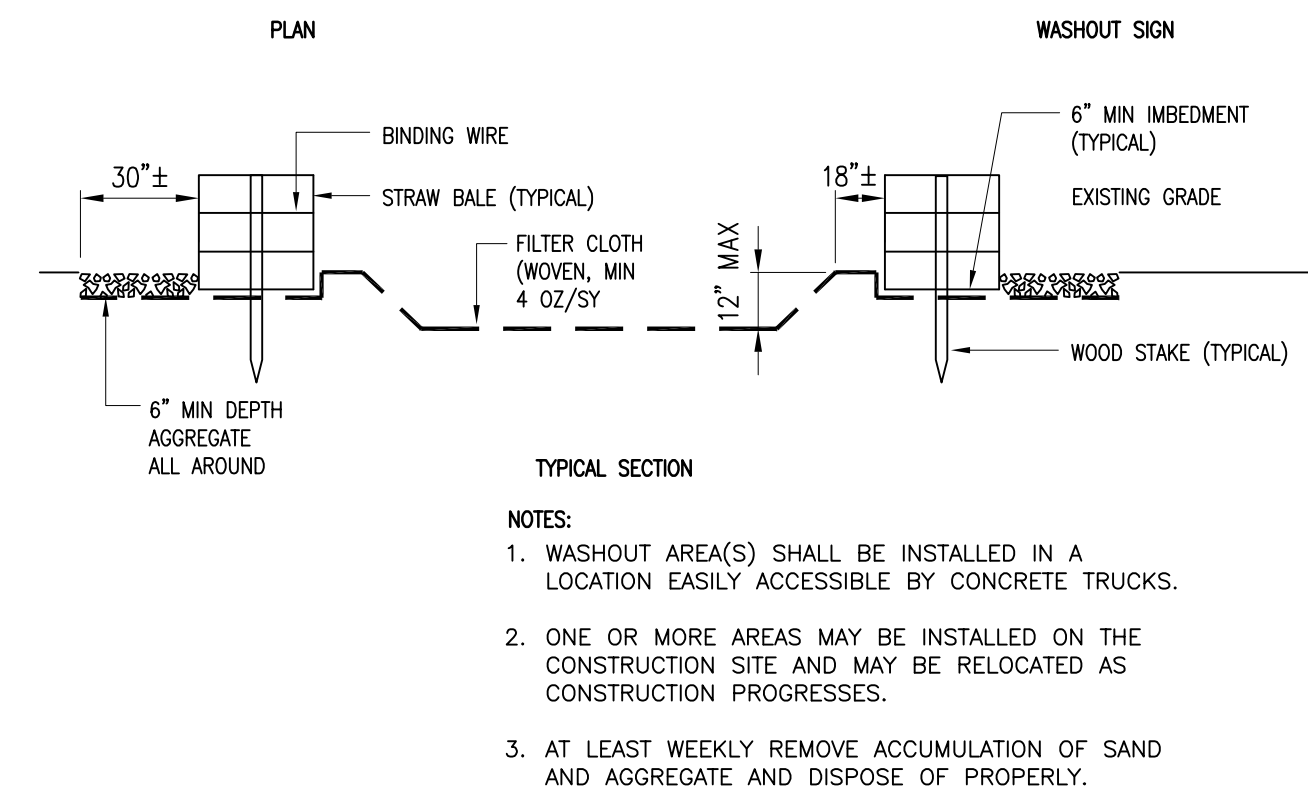 PLAN
WASHOUT SIGN
BINDING WIRE
6" MIN IMBEDMENT
(TYPICAL)
30"±
18"±
STRAW BALE (TYPICAL)
EXISTING GRADE
FILTER CLOTH
(WOVEN, MIN
4 OZ/SY
12" MAX
WOOD STAKE (TYPICAL)
6" MIN DEPTH
AGGREGATE
ALL AROUND
TYPICAL SECTION
NOTES:
1. WASHOUT AREA(S) SHALL BE INSTALLED IN A
LOCATION EASILY ACCESSIBLE BY CONCRETE TRUCKS.
2. ONE OR MORE AREAS MAY BE INSTALLED ON THE
CONSTRUCTION SITE AND MAY BE RELOCATED AS
CONSTRUCTION PROGRESSES.
3. AT LEAST WEEKLY REMOVE ACCUMULATION OF SAND
AND AGGREGATE AND DISPOSE OF PROPERLY.